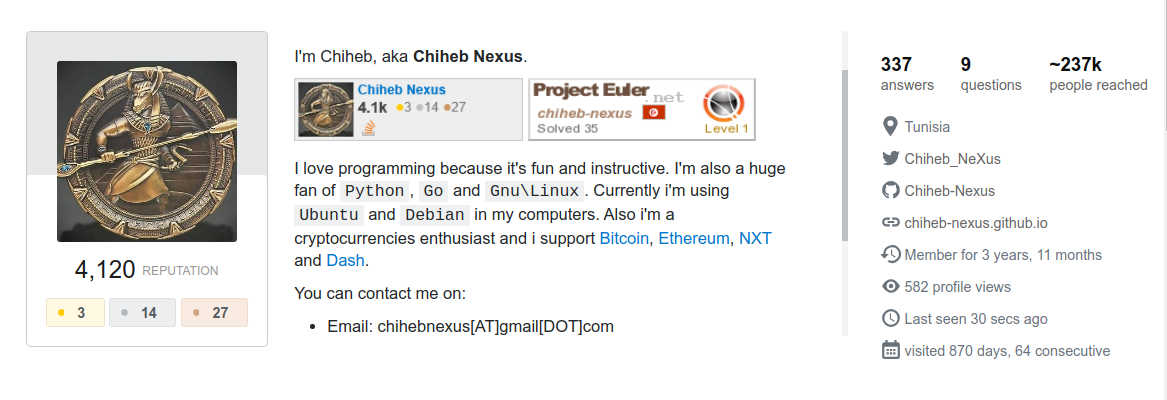 4,120 REPUTATION
3 14 27
I'm Chiheb, aka Chiheb Nexus.
Chiheb Nexus
4.1k 3 14 27
Project Euler.net
chiheb-nexus
Solved 35 Level 1
I love programming because it's fun and instructive. I'm also a huge
fan of Python, Go and Gnu\Linux. Currently i'm using
Ubuntu and Debian in my computers. Also i'm a
cryptocurrencies enthusiast and i support Bitcoin, Ethereum, NXT
and Dash.
You can contact me on:
• Email: chihebnexus[AT]gmail[DOT]com
337 9 ~237k
answers questions people reached
Tunisia
Chiheb_NeXus
Chiheb-Nexus
chiheb-nexus.github.io
Member for 3 years, 11 months
582 profile views
Last seen 30 secs ago
visited 870 days, 64 consecutive